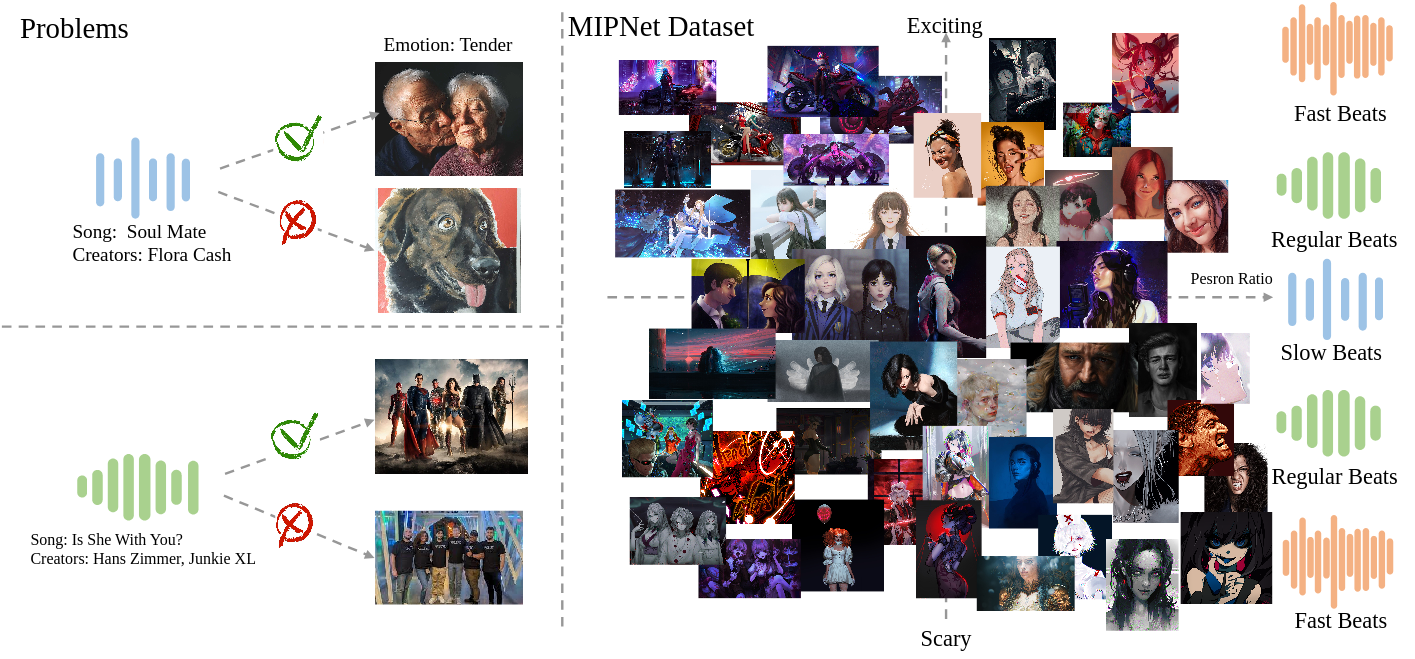 Problems
Emotion: Tender
Song:  Soul Mate
Creators: Flora Cash
Song: Is She With You?
Creators: Hans Zimmer, Junkie XL
MIPNet Dataset
Exciting
Pesron Ratio
Scary
Fast Beats
Regular Beats
Slow Beats
Regular Beats
Fast Beats